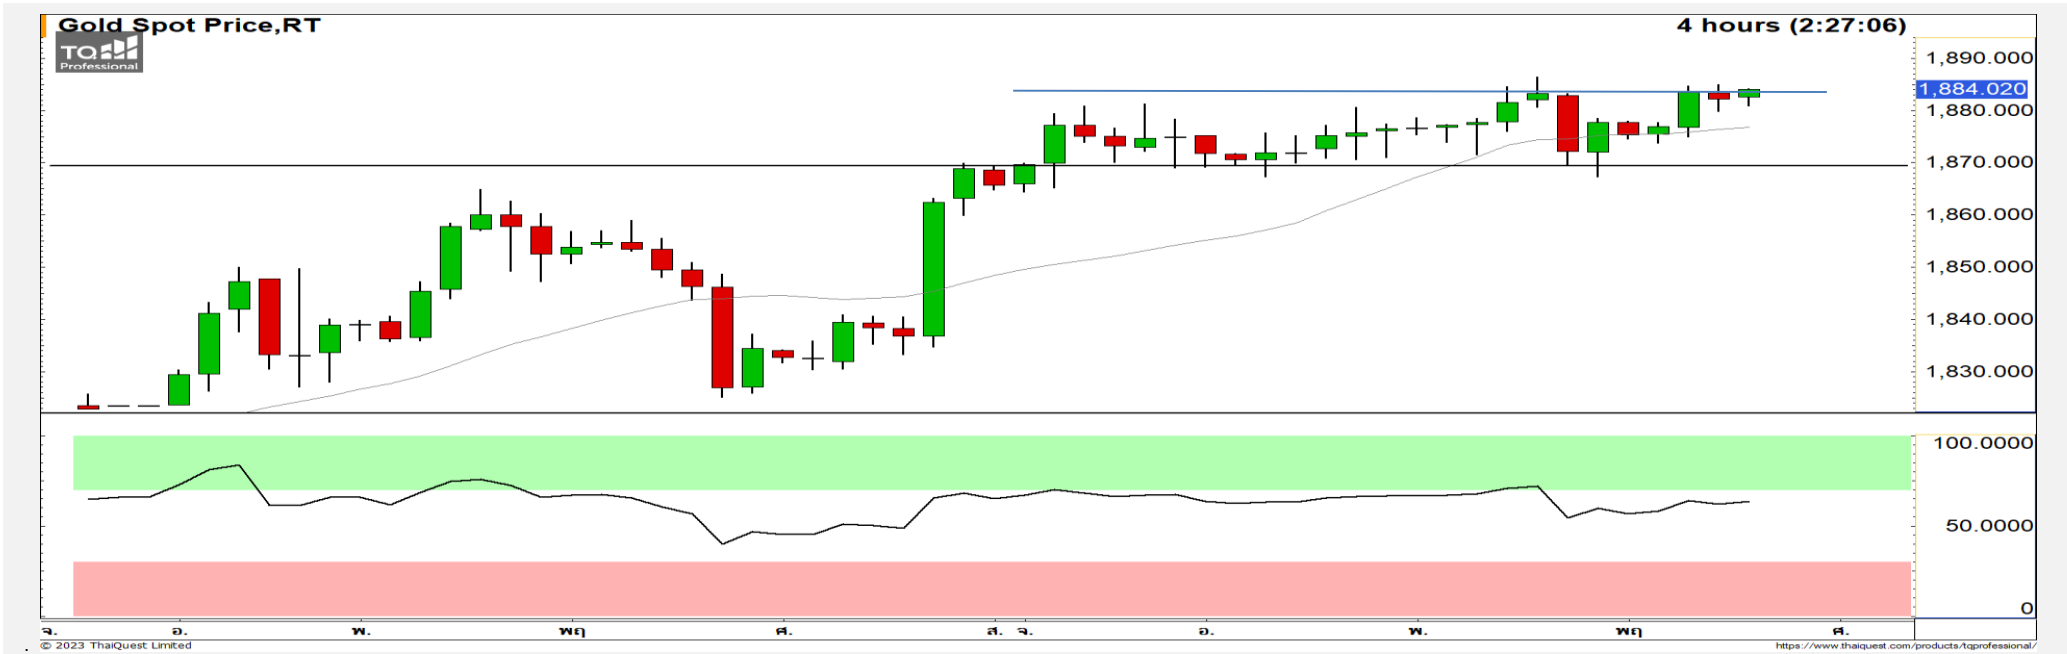 Gold Spot Price,RT
4 hours (2:27:06)
TQ
Professional
1,890.000
1,884.020
1,880.000
1,870.000
1,860.000
1,850.000
1,840.000
1,830.000
100.0000
50.0000
0
จ. อ. พ. พฤ ศ. ส. จ. อ. พ. พฤ ศ.
© 2023 ThaiQuest Limited
https://www.thaiquest.com/products/tqprofessional/